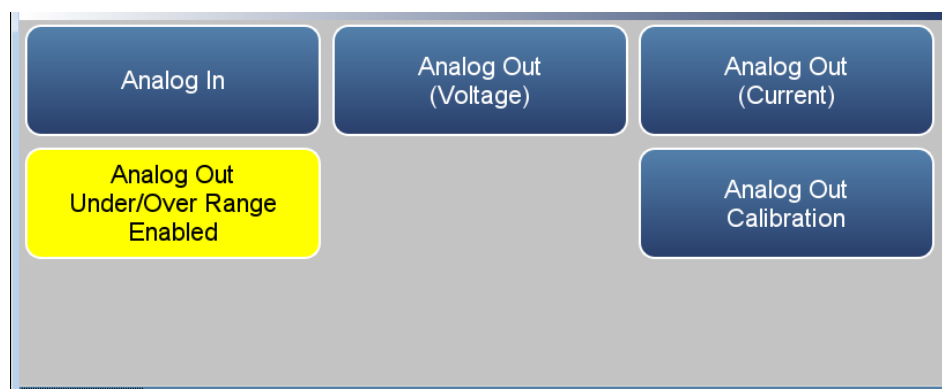 Analog In
Analog Out
(Voltage)
Analog Out
(Current)
Analog Out
Under/Over Range
Enabled
Analog Out
Calibration